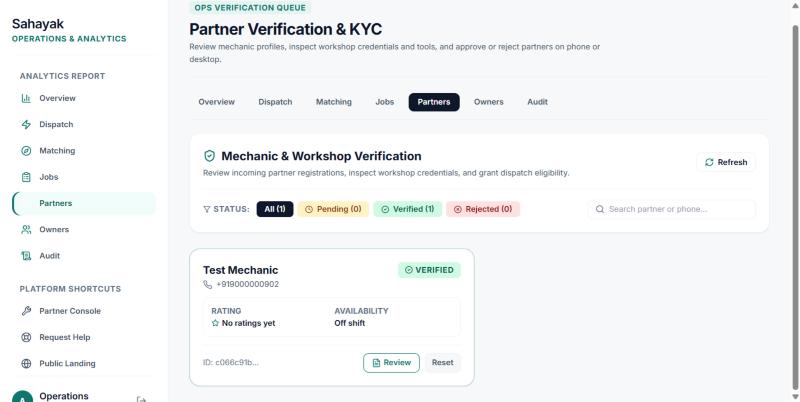 Sahayak
OPERATIONS & ANALYTICS
ANALYTICS REPORT
Overview
Dispatch
Matching
Jobs
Partners
Owners
Audit
PLATFORM SHORTCUTS
Partner Console
Request Help
Public Landing
A
Operations
OPS VERIFICATION QUEUE
Partner Verification & KYC
Review mechanic profiles, inspect workshop credentials and tools, and approve or reject partners on phone or
desktop.
Overview Dispatch Matching Jobs Partners Owners Audit
Mechanic & Workshop Verification
Review incoming partner registrations, inspect workshop credentials, and grant dispatch eligibility.
Refresh
STATUS: All (1) Pending (0) Verified (1) Rejected (0) Search partner or phone...
Test Mechanic VERIFIED
+919000000902
RATING AVAILABILITY
No ratings yet Off shift
ID: c066c91b... Review Reset